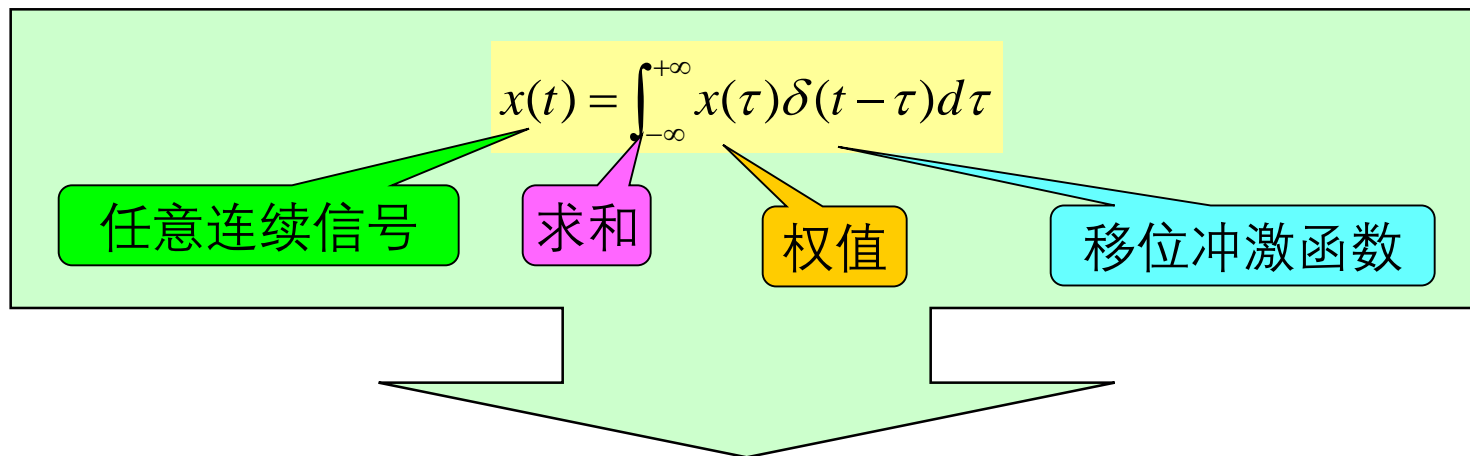 x(t) = ∫_{-∞}^{+∞} x(τ)δ(t − τ)dτ
任意连续信号
求和
权值
移位冲激函数